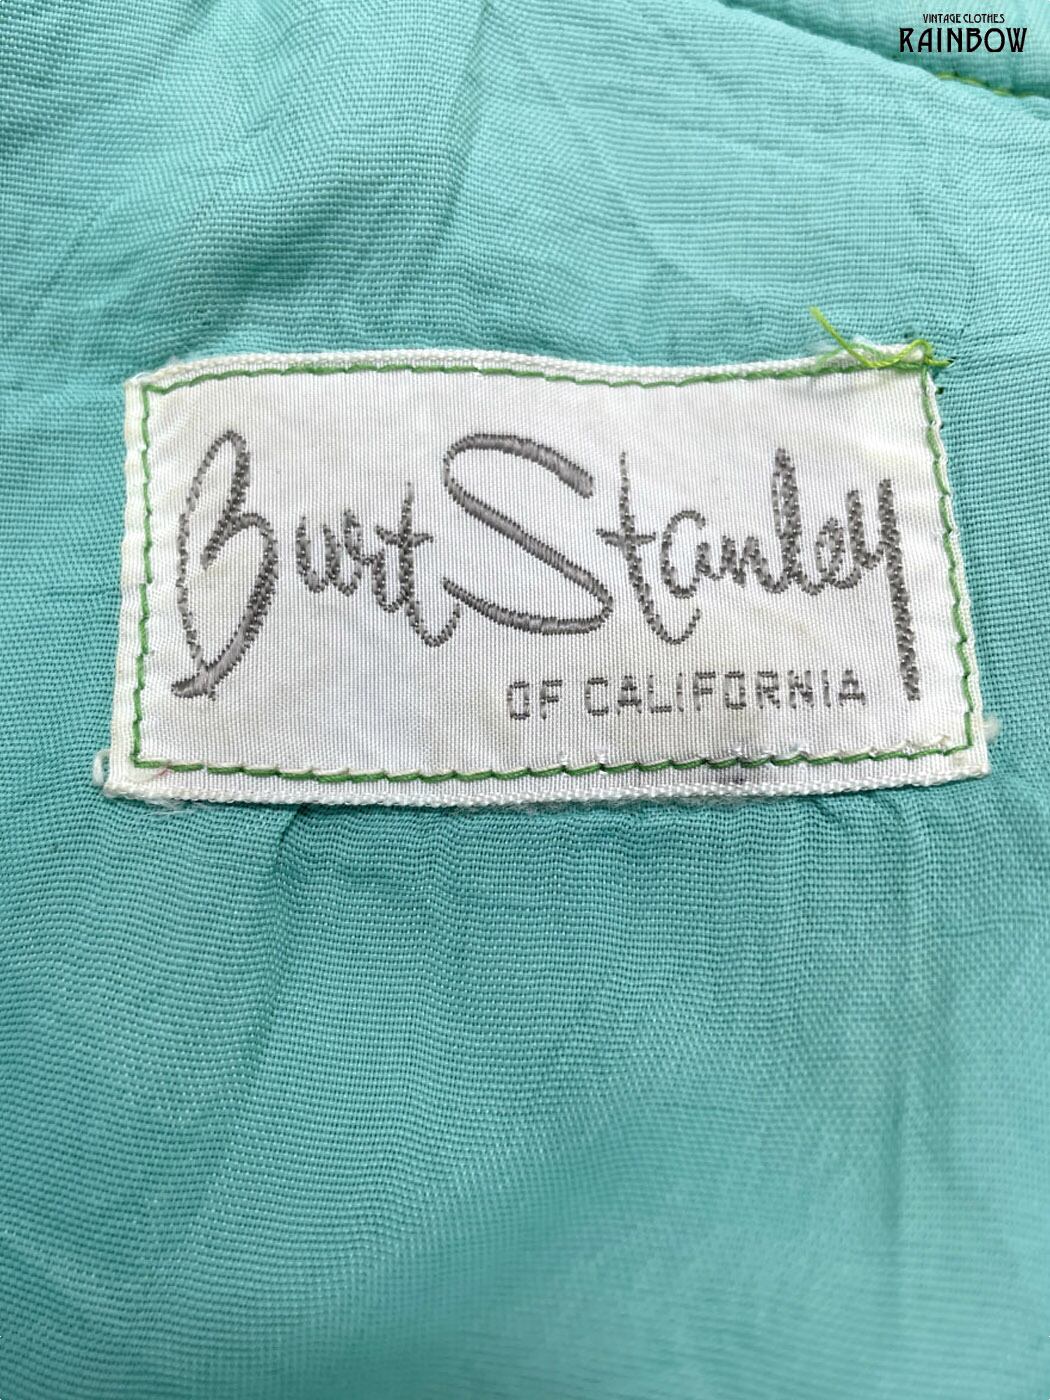 VINTAGE CLOTHES
RAINBOW
Burt Stanley
OF CALIFORNIA